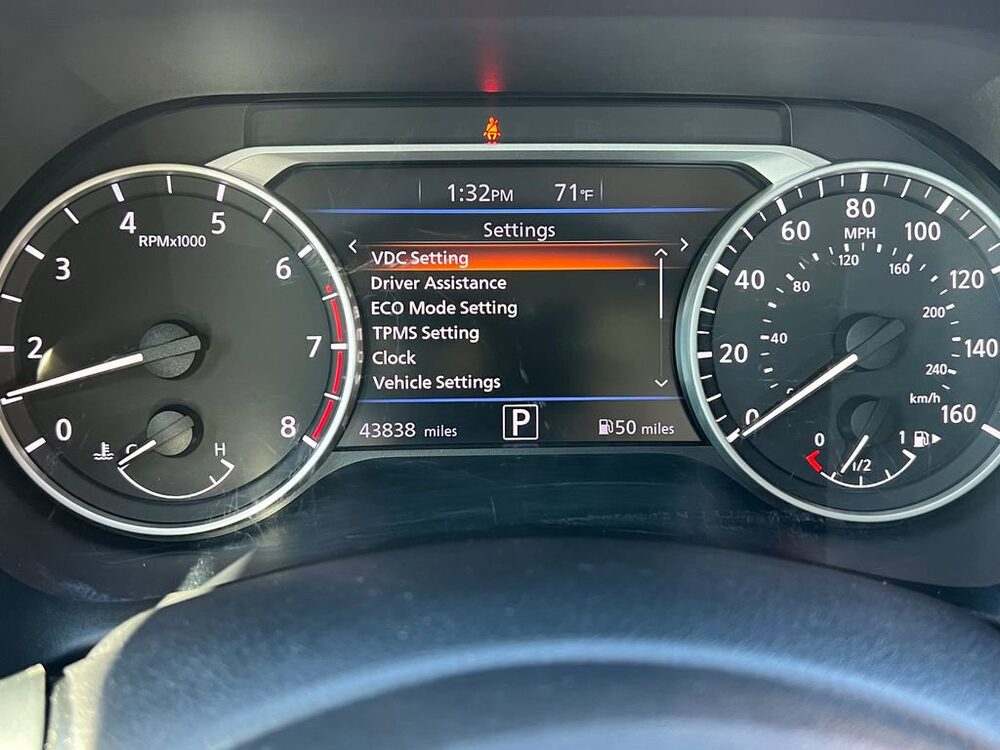 1:32PM 71°F
Settings
VDC Setting
Driver Assistance
ECO Mode Setting
TPMS Setting
Clock
Vehicle Settings
43838 miles
P
50 miles
RPMx1000
0
2
3
4
5
6
7
8
C H
MPH
0
20
40
60
80
100
120
140
160
40
80
120
160
200
240
km/h
0 1/2 1